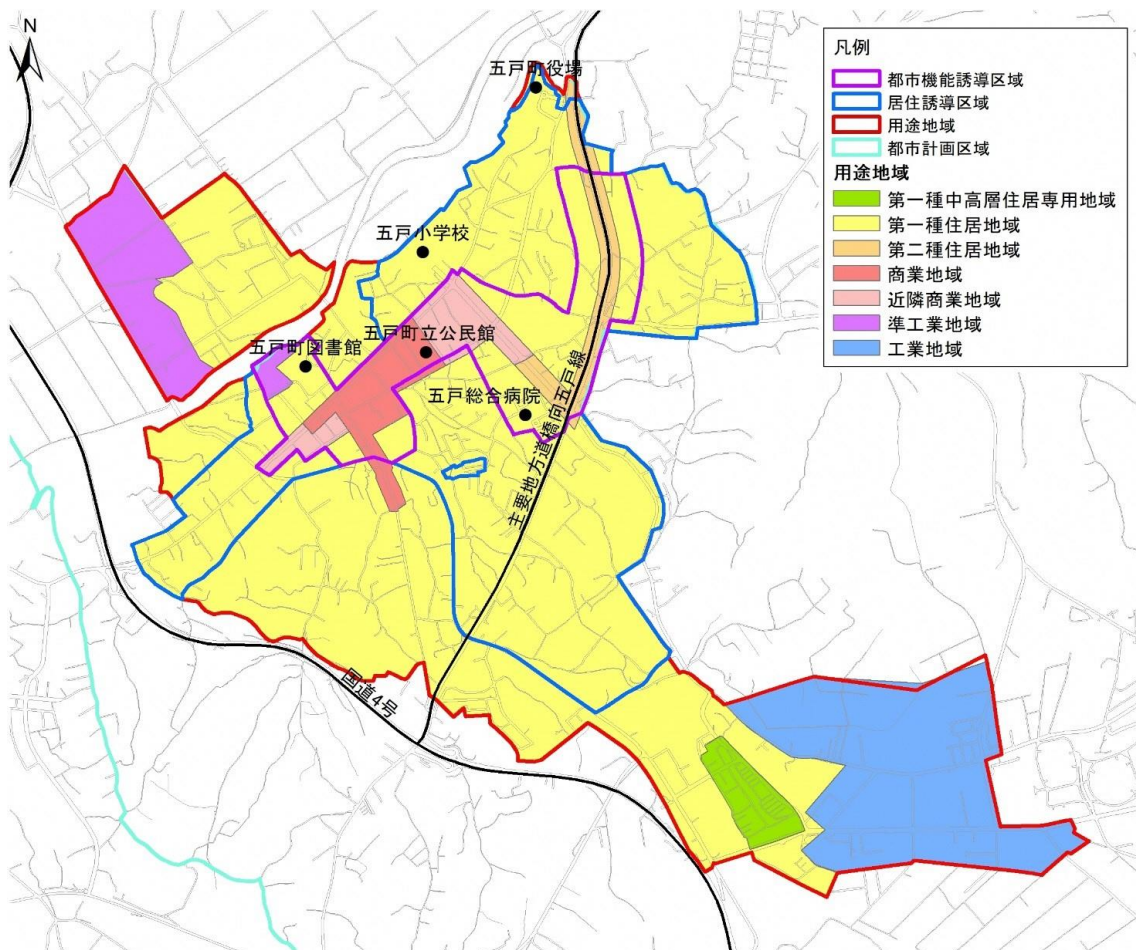 N
五戸町役場
五戸小学校
五戸町立公民館
五戸町図書館
五戸総合病院
主要地方道橋向五戸線
国道4号
凡例
都市機能誘導区域
居住誘導区域
用途地域
都市計画区域
用途地域
第一種中高層住居専用地域
第一種住居地域
第二種住居地域
商業地域
近隣商業地域
準工業地域
工業地域